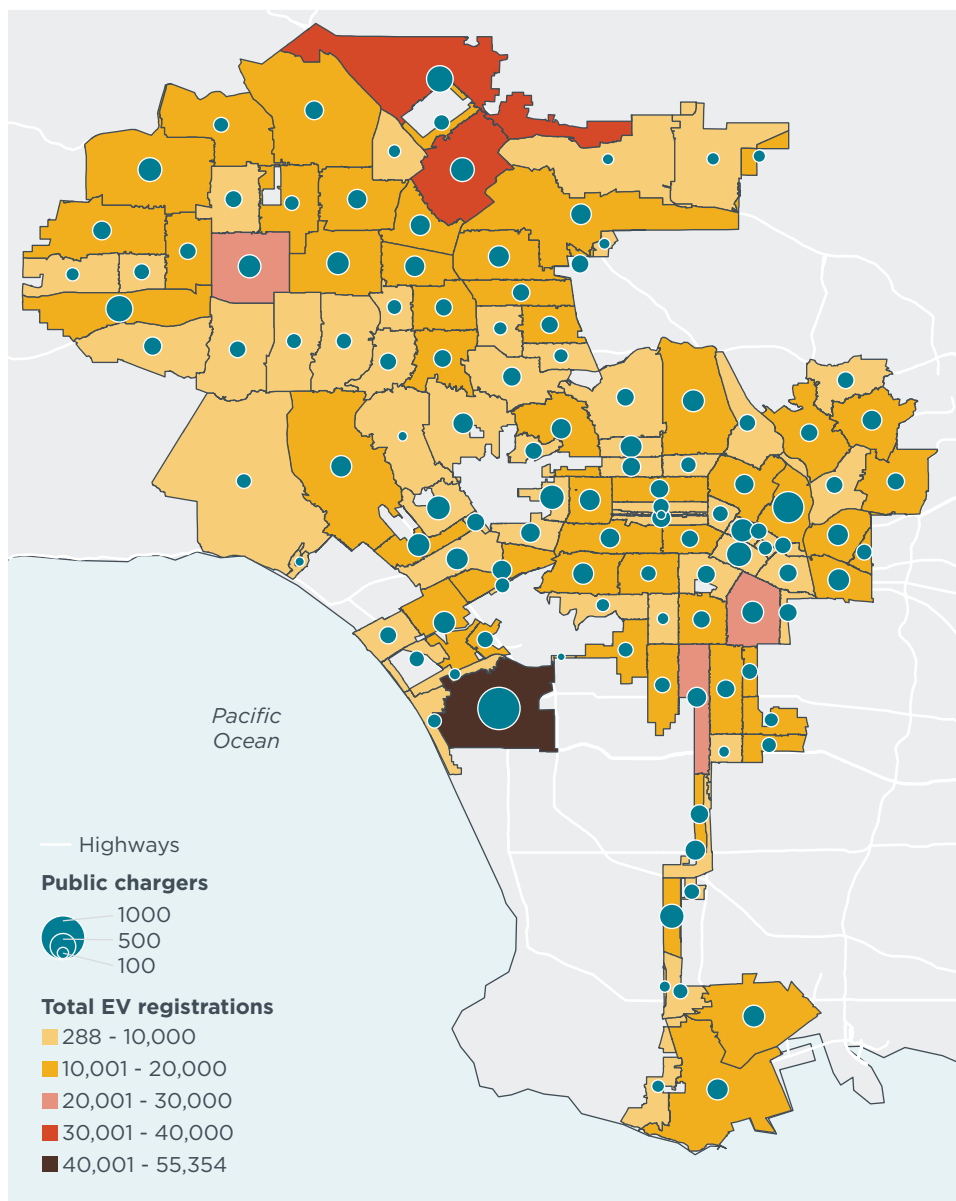 Pacific
Ocean
Highways
Public chargers
1000
500
100
Total EV registrations
288 - 10,000
10,001 - 20,000
20,001 - 30,000
30,001 - 40,000
40,001 - 55,354